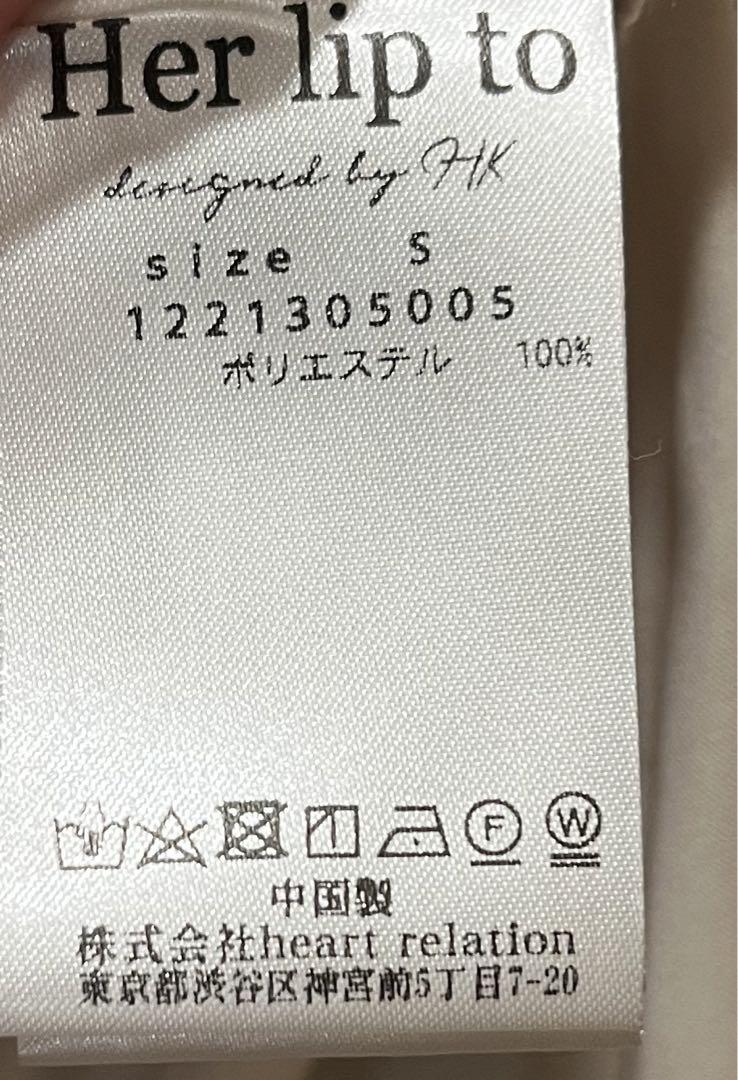 Her lip to
designed by HK
size S
1221305005
ポリエステル 100%
F W
中国製
株式会社heart relation
東京都渋谷区神宮前5丁目7-20